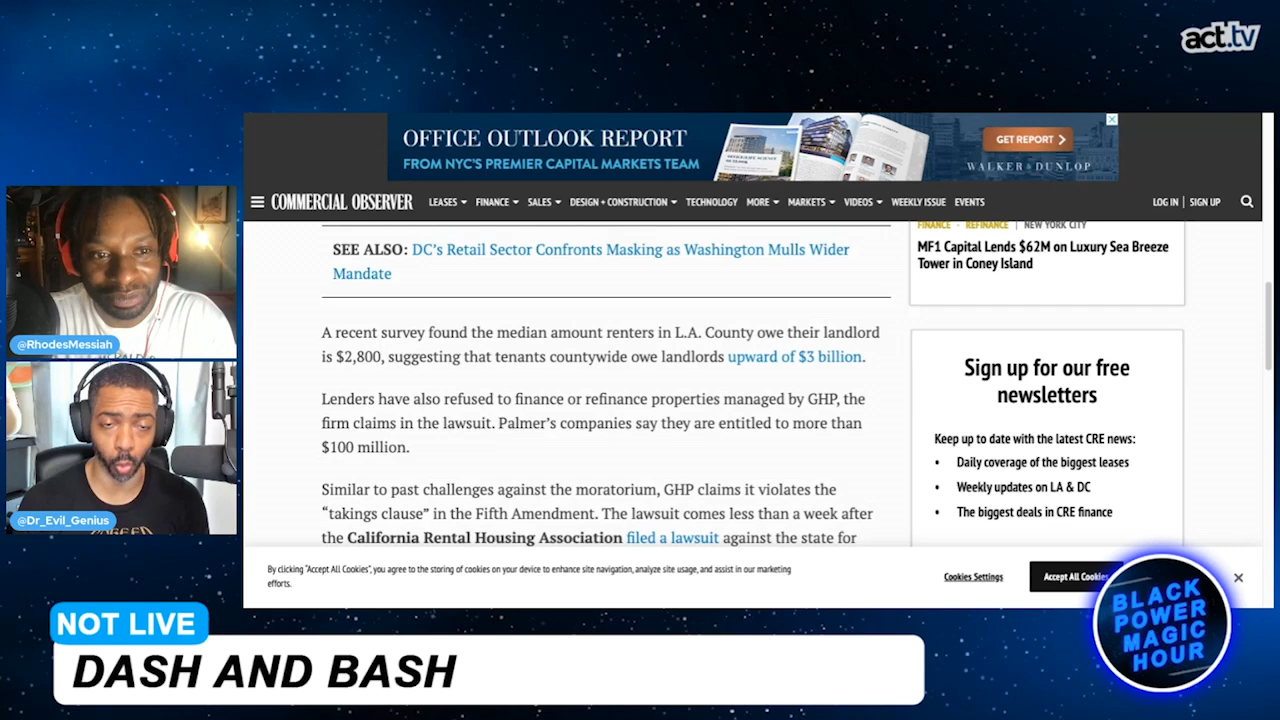 act.tv
OFFICE OUTLOOK REPORT
FROM NYC'S PREMIER CAPITAL MARKETS TEAM
GET REPORT
WALKER & DUNLOP
COMMERCIAL OBSERVER
LEASES
FINANCE
SALES
DESIGN + CONSTRUCTION
TECHNOLOGY
MORE
MARKETS
VIDEOS
WEEKLY ISSUE
EVENTS
LOG IN | SIGN UP
SEE ALSO: DC's Retail Sector Confronts Masking as Washington Mulls Wider
Mandate
A recent survey found the median amount renters in L.A. County owe their landlord
is $2,800, suggesting that tenants countywide owe landlords upward of $3 billion.
Lenders have also refused to finance or refinance properties managed by GHP, the
firm claims in the lawsuit. Palmer's companies say they are entitled to more than
$100 million.
Similar to past challenges against the moratorium, GHP claims it violates the
“takings clause” in the Fifth Amendment. The lawsuit comes less than a week after
the California Rental Housing Association filed a lawsuit against the state for
FINANCE · REFINANCE | NEW YORK CITY
MF1 Capital Lends $62M on Luxury Sea Breeze
Tower in Coney Island
Sign up for our free
newsletters
Keep up to date with the latest CRE news:
• Daily coverage of the biggest leases
• Weekly updates on LA & DC
• The biggest deals in CRE finance
By clicking "Accept All Cookies", you agree to the storing of cookies on your device to enhance site navigation, analyze site usage, and assist in our marketing
efforts.
Cookies Settings
Accept All Cookies
@RhodesMessiah
@Dr_Evil_Genius
NOT LIVE
DASH AND BASH
BLACK
POWER
MAGIC
HOUR